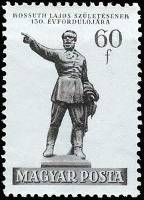 KOSSUTH LAJOS SZÜLETÉSÉNEK
150. ÉVFORDULÓJÁRA
60
f
MAGYAR POSTA